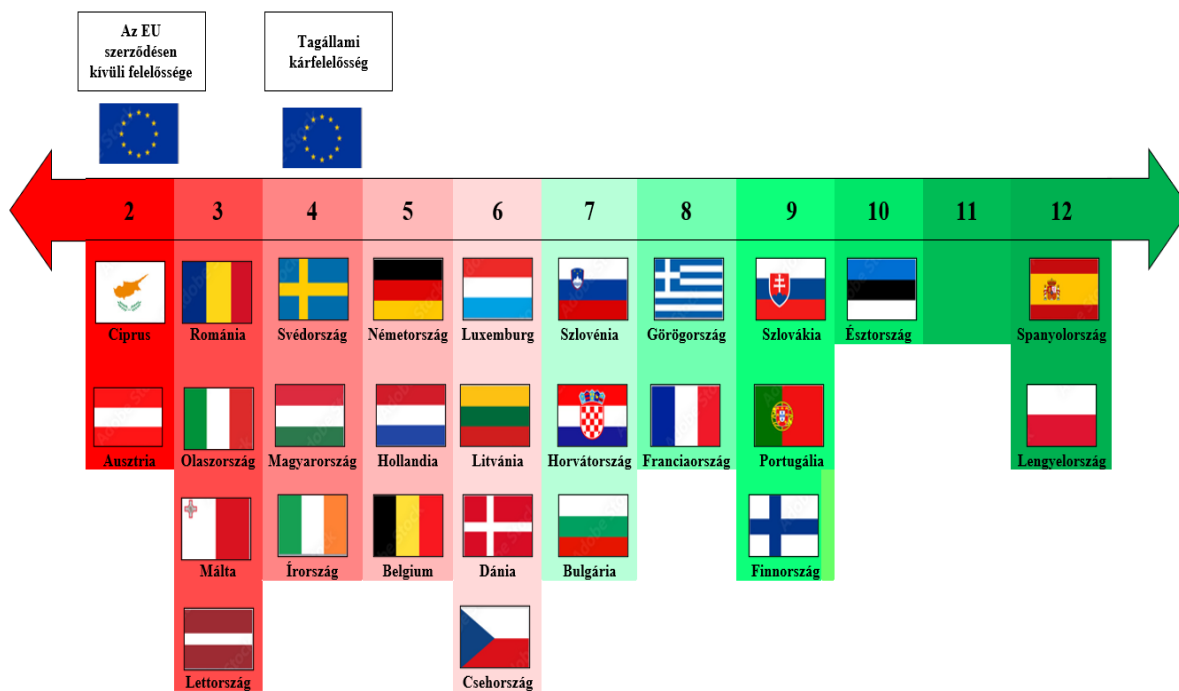 Az EU
szerződésen
kívüli felelőssége
Tagállami
kárfelelősség
2 3 4 5 6 7 8 9 10 11 12
Ciprus Románia Svédország Németország Luxemburg Szlovénia Görögország Szlovákia Észtország Spanyolország
Ausztria Olaszország Magyarország Hollandia Litvánia Horvátország Franciaország Portugália Lengyelország
Málta Írország Belgium Dánia Bulgária Finnország
Lettország Csehország